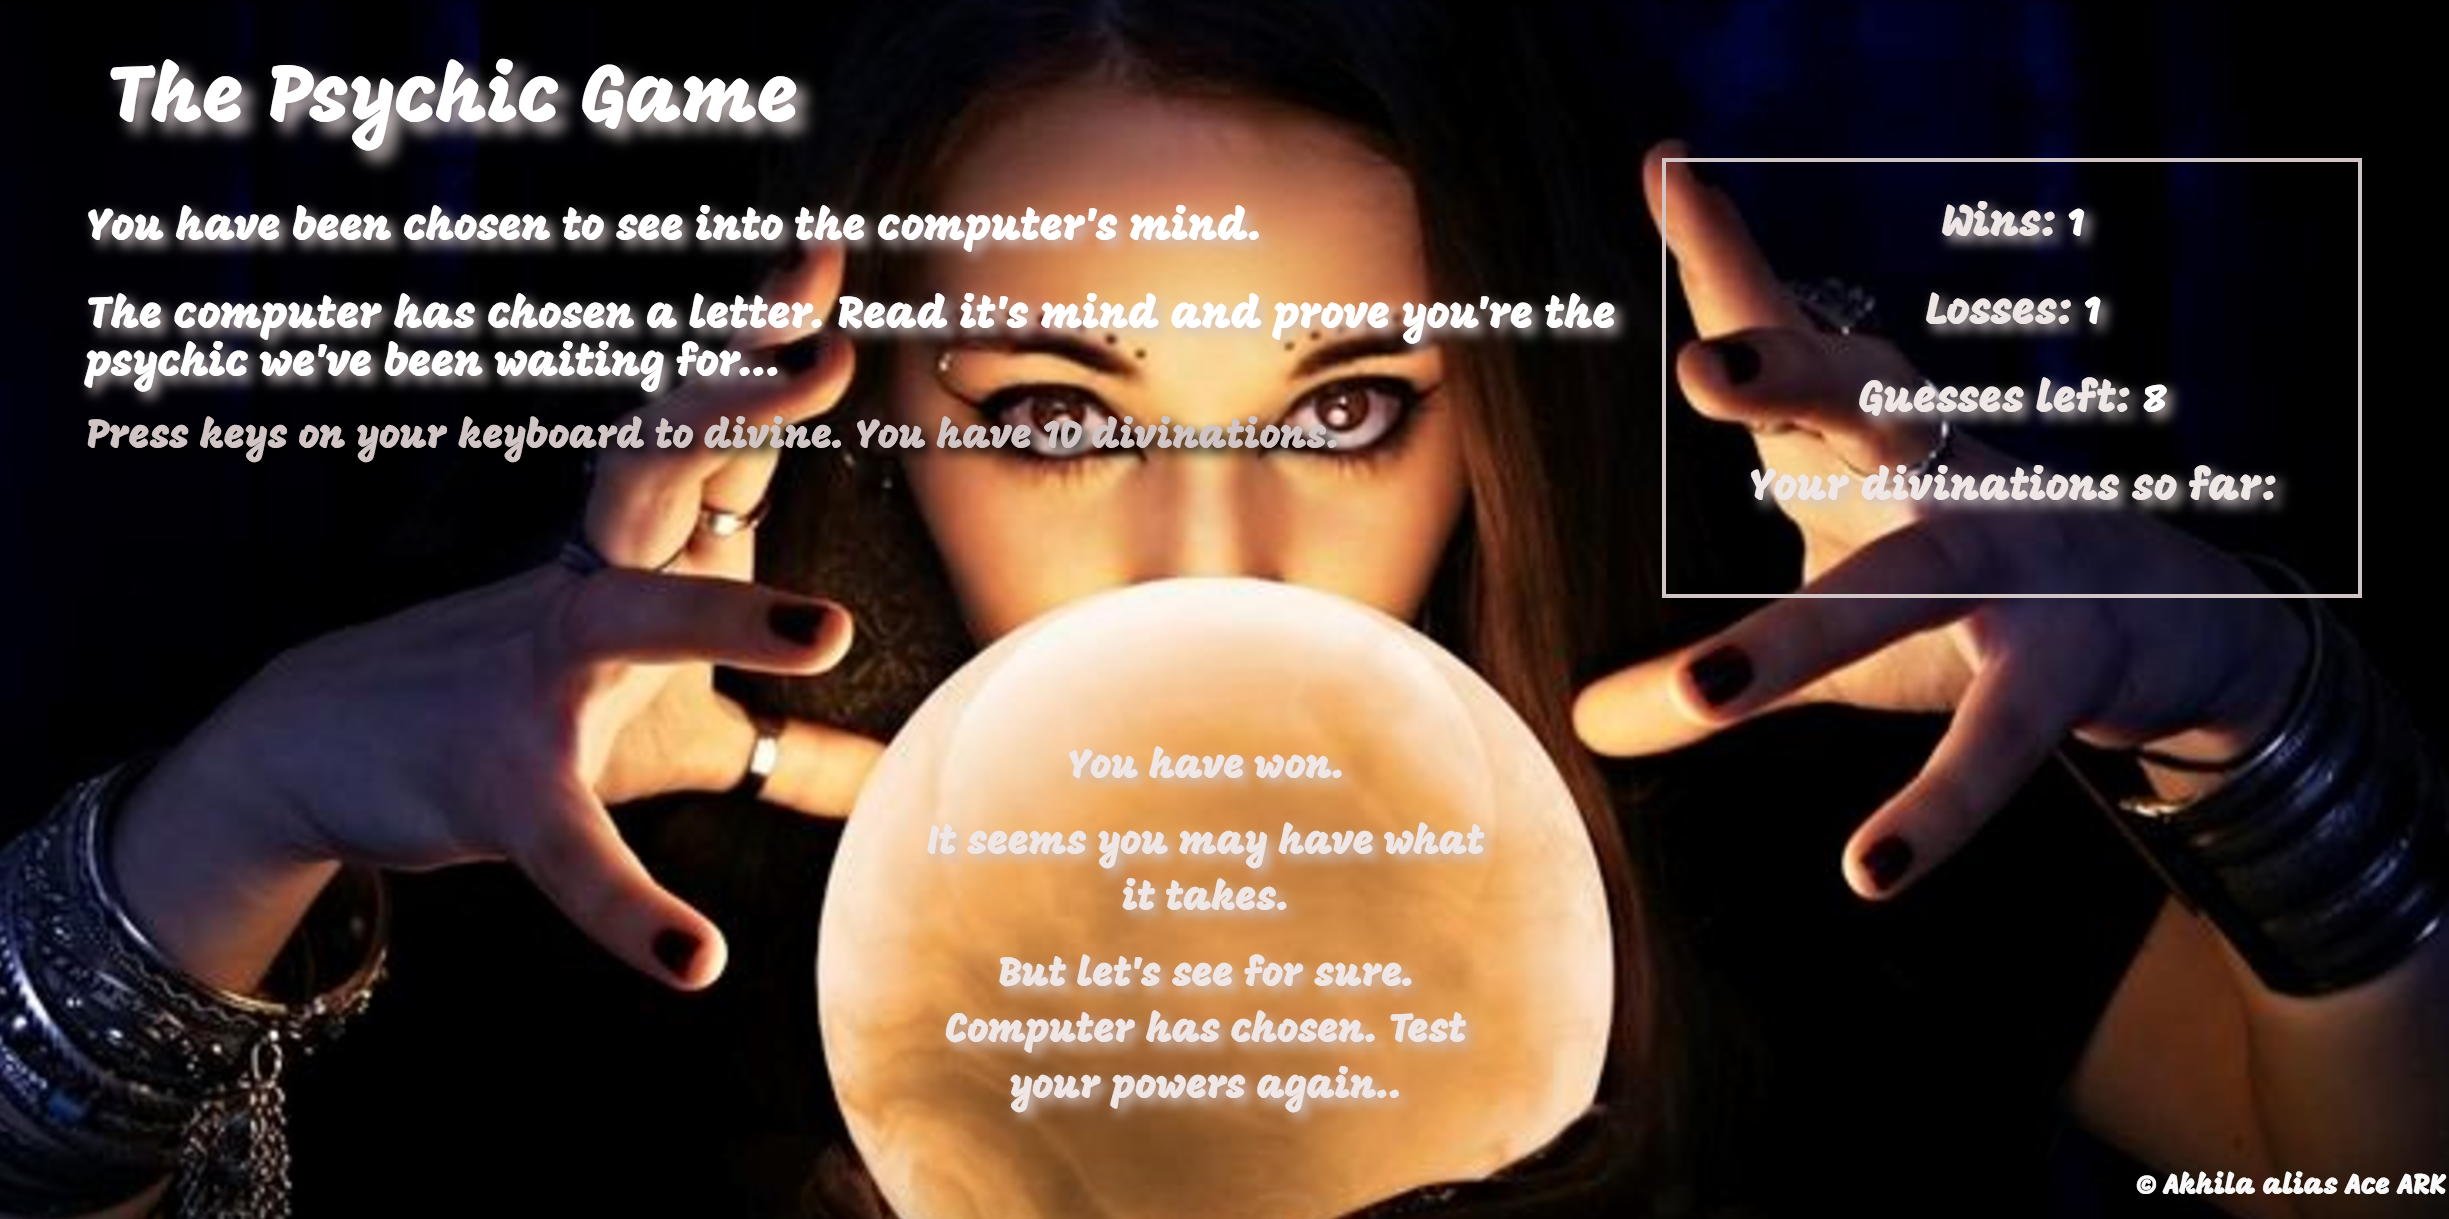 The Psychic Game
You have been chosen to see into the computer's mind.
The computer has chosen a letter. Read it's mind and prove you're the
psychic we've been waiting for...
Press keys on your keyboard to divine. You have 10 divinations.
Wins: 1
Losses: 1
Guesses left: 8
Your divinations so far:
You have won.
It seems you may have what
it takes.
But let's see for sure.
Computer has chosen. Test
your powers again..
© Akhila alias Ace ARK